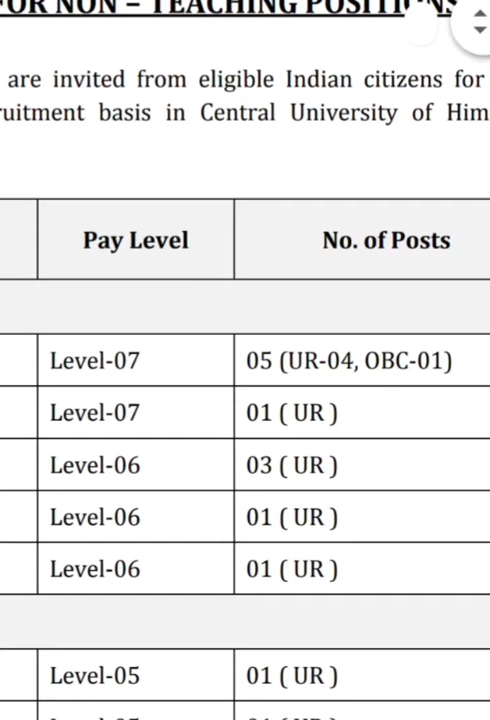 FOR NON – TEACHING POSITIONS
are invited from eligible Indian citizens for
ruitment basis in Central University of Him
Pay Level No. of Posts
Level-07 05 (UR-04, OBC-01)
Level-07 01 ( UR )
Level-06 03 ( UR )
Level-06 01 ( UR )
Level-06 01 ( UR )
Level-05 01 ( UR )